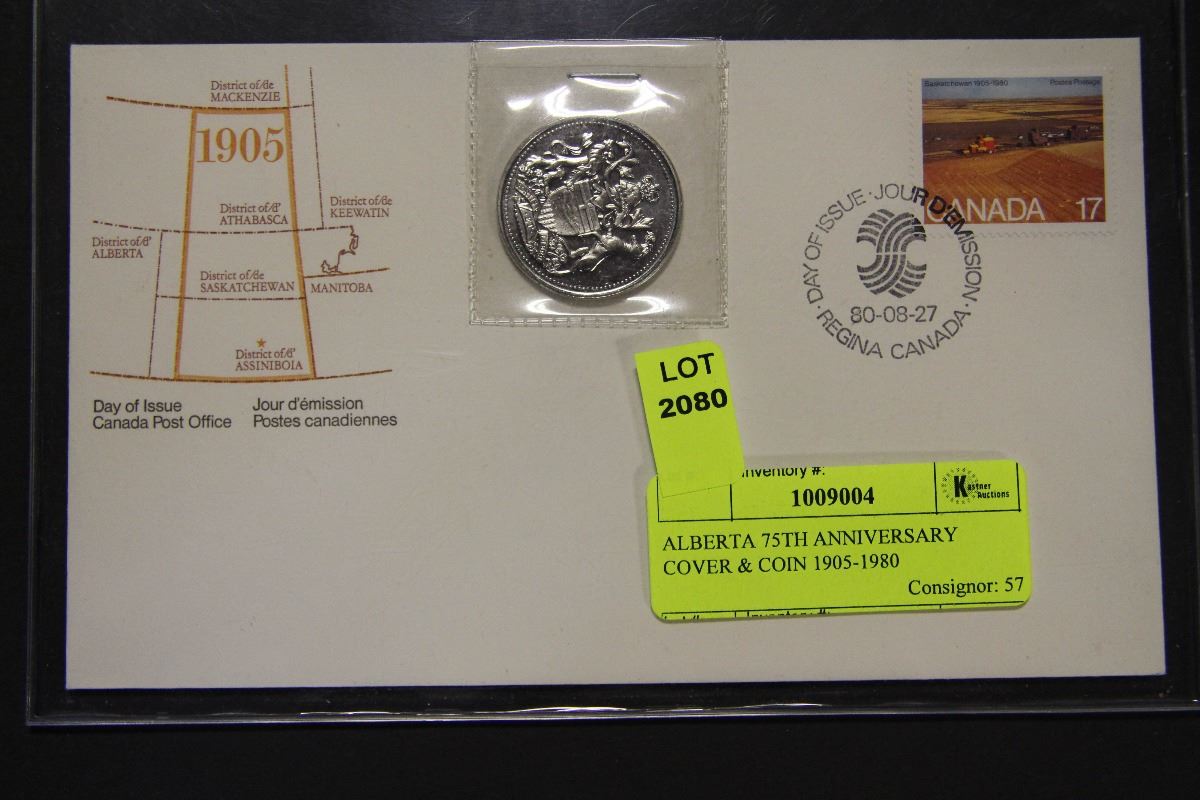 District of/de
MACKENZIE
1905
District of/d'
ATHABASCA
District of/de
KEEWATIN
District of/d'
ALBERTA
District of/de
SASKATCHEWAN
MANITOBA
District of/d'
ASSINIBOIA
Day of Issue
Canada Post Office
Jour d'émission
Postes canadiennes
Saskatchewan 1905-1980
Postes Postage
CANADA 17
DAY OF ISSUE · JOUR D'ÉMISSION ·
80-08-27
· REGINA CANADA ·
LOT
2080
Inventory #:
1009004
Kastner
Auctions
ALBERTA 75TH ANNIVERSARY
COVER & COIN 1905-1980
Consignor: 57
Inventory #: